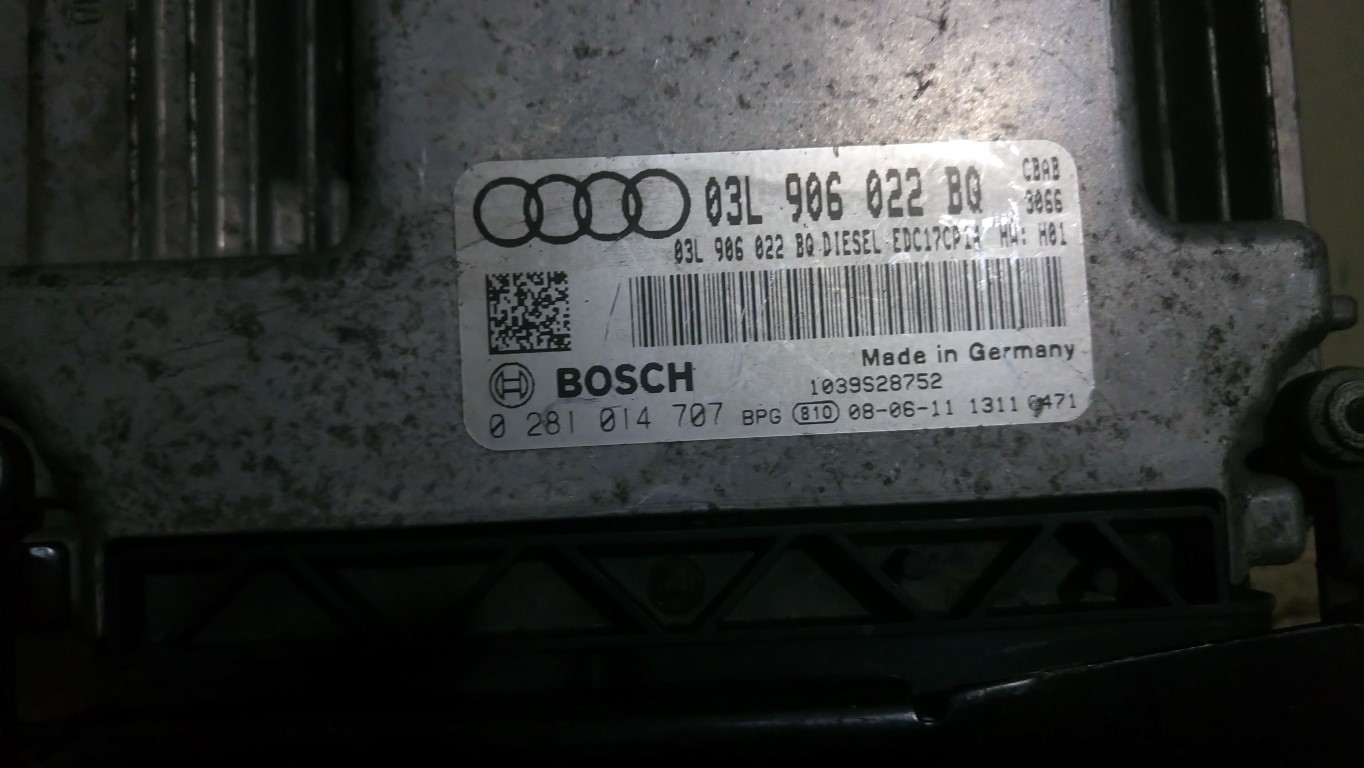 03L 906 022 BQ CBAB
3066
03L 906 022 BQ DIESEL EDC17CP14 HW: H01
Made in Germany
BOSCH 1039S28752
0 281 014 707 BPG 810 08-06-11 1311 0471